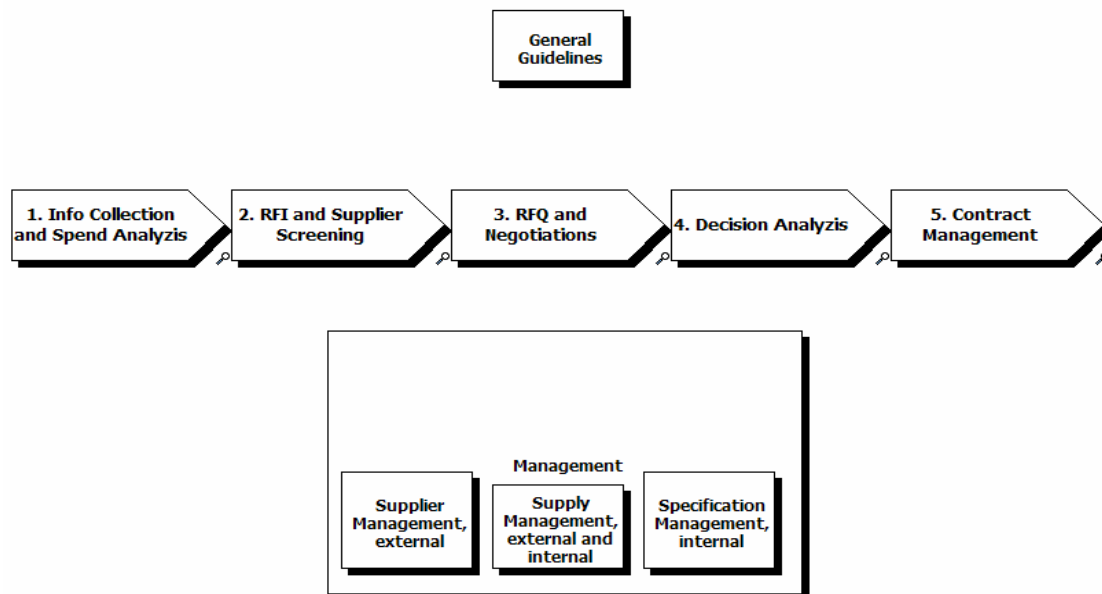 General
Guidelines
1. Info Collection
and Spend Analyzis
2. RFI and Supplier
Screening
3. RFQ and
Negotiations
4. Decision Analyzis
5. Contract
Management
Management
Supplier
Management,
external
Supply
Management,
external and
internal
Specification
Management,
internal